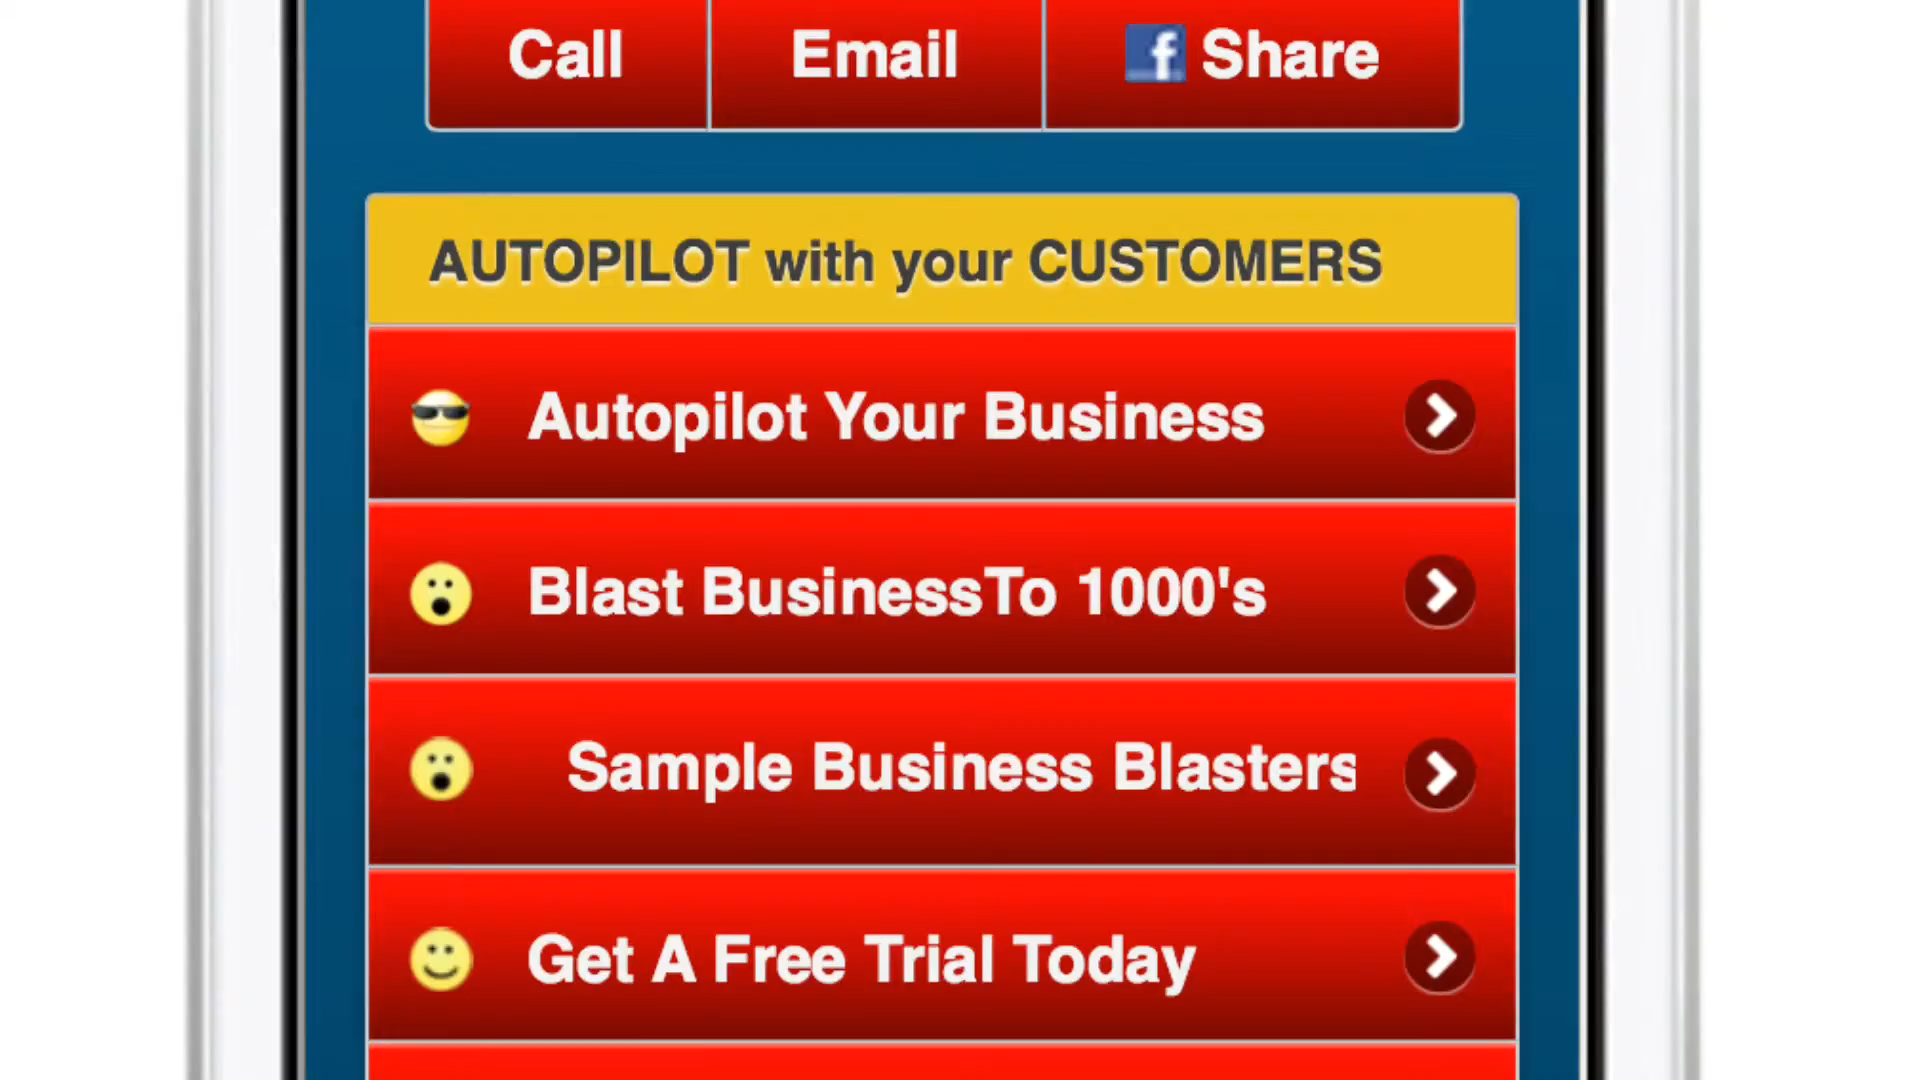 Call
Email
f Share
AUTOPILOT with your CUSTOMERS
Autopilot Your Business
Blast BusinessTo 1000's
Sample Business Blasters
Get A Free Trial Today